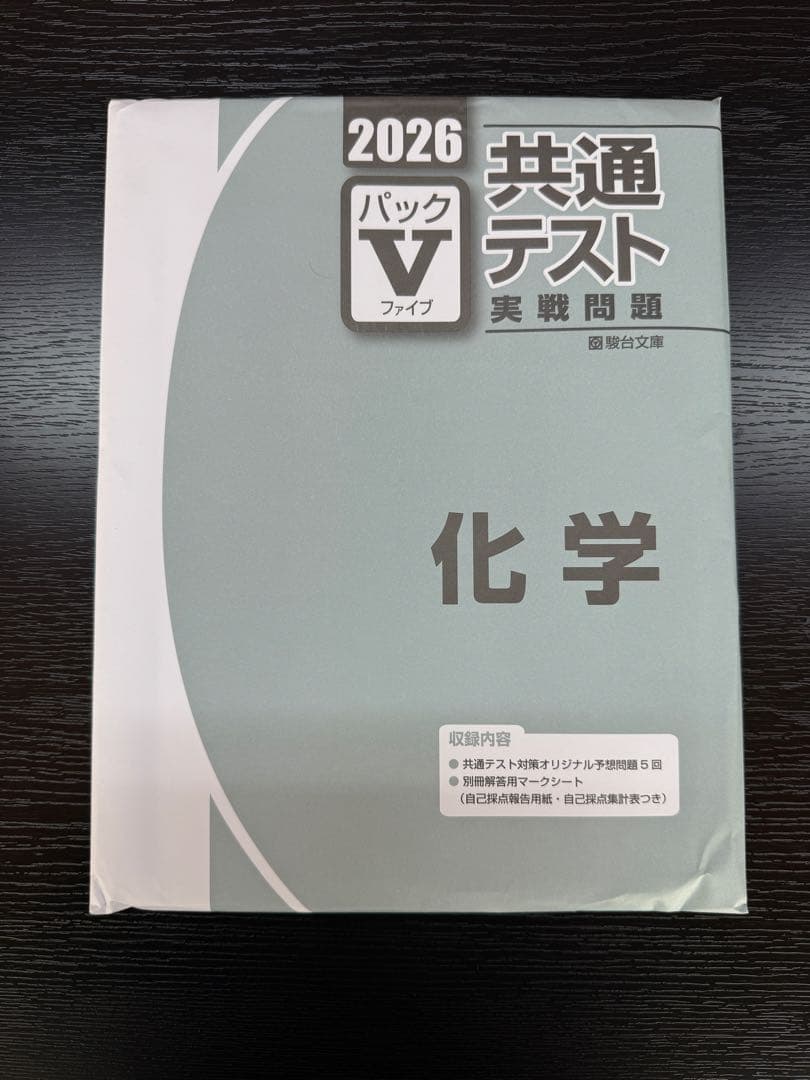 2026
パック
V
ファイブ
共通
テスト
実戦問題
駿台文庫
化学
収録内容
● 共通テスト対策オリジナル予想問題5回
● 別冊解答用マークシート
(自己採点報告用紙・自己採点集計表つき)